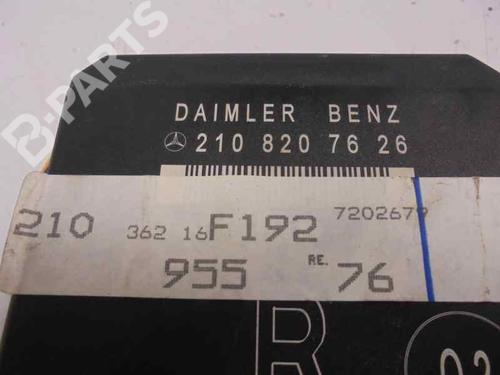 B-PARTS
DAIMLER BENZ
210 820 76 26
210 362 16 F192 7202679
955 RE. 76
R